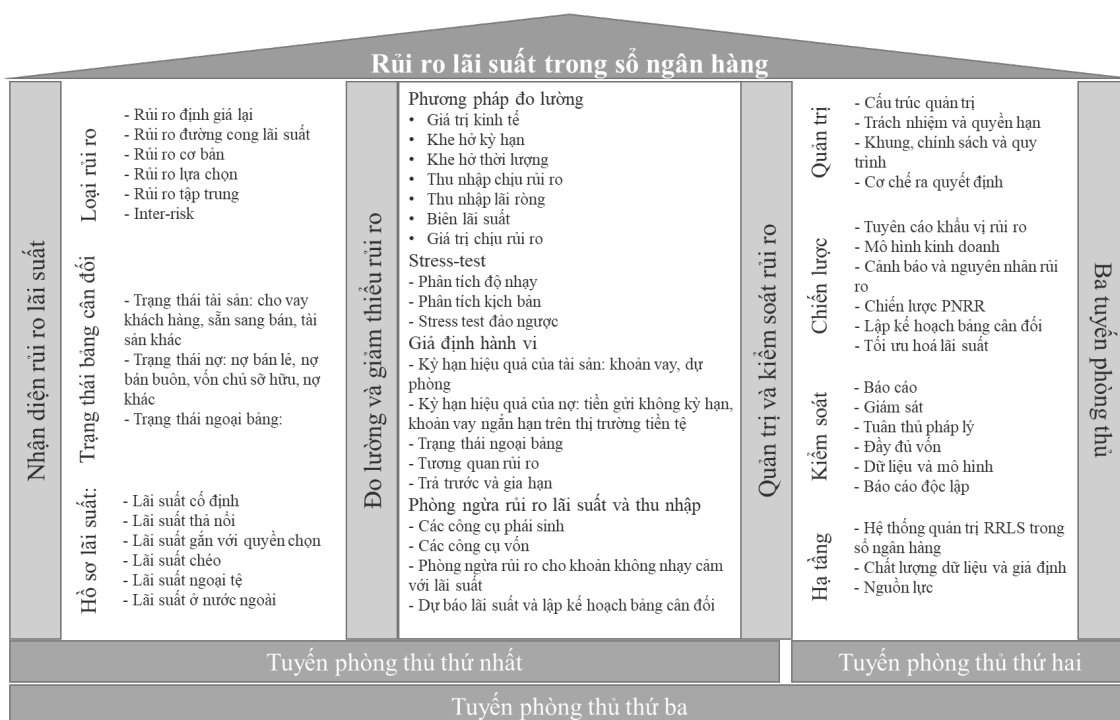 Rủi ro lãi suất trong sổ ngân hàng
Nhận diện rủi ro lãi suất
Loại rủi ro
- Rủi ro định giá lại
- Rủi ro đường cong lãi suất
- Rủi ro cơ bản
- Rủi ro lựa chọn
- Rủi ro tập trung
- Inter-risk
Trạng thái bảng cân đối
- Trạng thái tài sản: cho vay
khách hàng, sẵn sang bán, tài
sản khác
- Trạng thái nợ: nợ bán lẻ, nợ
bán buôn, vốn chủ sỡ hữu, nợ
khác
- Trạng thái ngoại bảng:
Hồ sơ lãi suất:
- Lãi suất cố định
- Lãi suất thả nổi
- Lãi suất gắn với quyền chọn
- Lãi suất chéo
- Lãi suất ngoại tệ
- Lãi suất ở nước ngoài
Đo lường và giảm thiểu rủi ro
Phương pháp đo lường
• Giá trị kinh tế
• Khe hở kỳ hạn
• Khe hở thời lượng
• Thu nhập chịu rủi ro
• Thu nhập lãi ròng
• Biên lãi suất
• Giá trị chịu rủi ro
Stress-test
- Phân tích độ nhạy
- Phân tích kịch bản
- Stress test đảo ngược
Giả định hành vi
- Kỳ hạn hiệu quả của tài sản: khoản vay, dự
phòng
- Kỳ hạn hiệu quả của nợ: tiền gửi không kỳ hạn,
khoản vay ngắn hạn trên thị trường tiền tệ
- Trạng thái ngoại bảng
- Tương quan rủi ro
- Trả trước và gia hạn
Phòng ngừa rủi ro lãi suất và thu nhập
- Các công cụ phái sinh
- Các công cụ vốn
- Phòng ngừa rủi ro cho khoản không nhạy cảm
với lãi suất
- Dự báo lãi suất và lập kế hoạch bảng cân đối
Quản trị và kiểm soát rủi ro
Quản trị
- Cấu trúc quản trị
- Trách nhiệm và quyền hạn
- Khung, chính sách và quy
trình
- Cơ chế ra quyết định
Chiến lược
- Tuyên cáo khẩu vị rủi ro
- Mô hình kinh doanh
- Cảnh báo và nguyên nhân rủi
ro
- Chiến lược PNRR
- Lập kế hoạch bảng cân đối
- Tối ưu hoá lãi suất
Kiểm soát
- Báo cáo
- Giám sát
- Tuân thủ pháp lý
- Đầy đủ vốn
- Dữ liệu và mô hình
- Báo cáo độc lập
Hạ tầng
- Hệ thống quản trị RRLS trong
sổ ngân hàng
- Chất lượng dữ liệu và giả định
- Nguồn lực
Ba tuyến phòng thủ
Tuyến phòng thủ thứ nhất
Tuyến phòng thủ thứ hai
Tuyến phòng thủ thứ ba